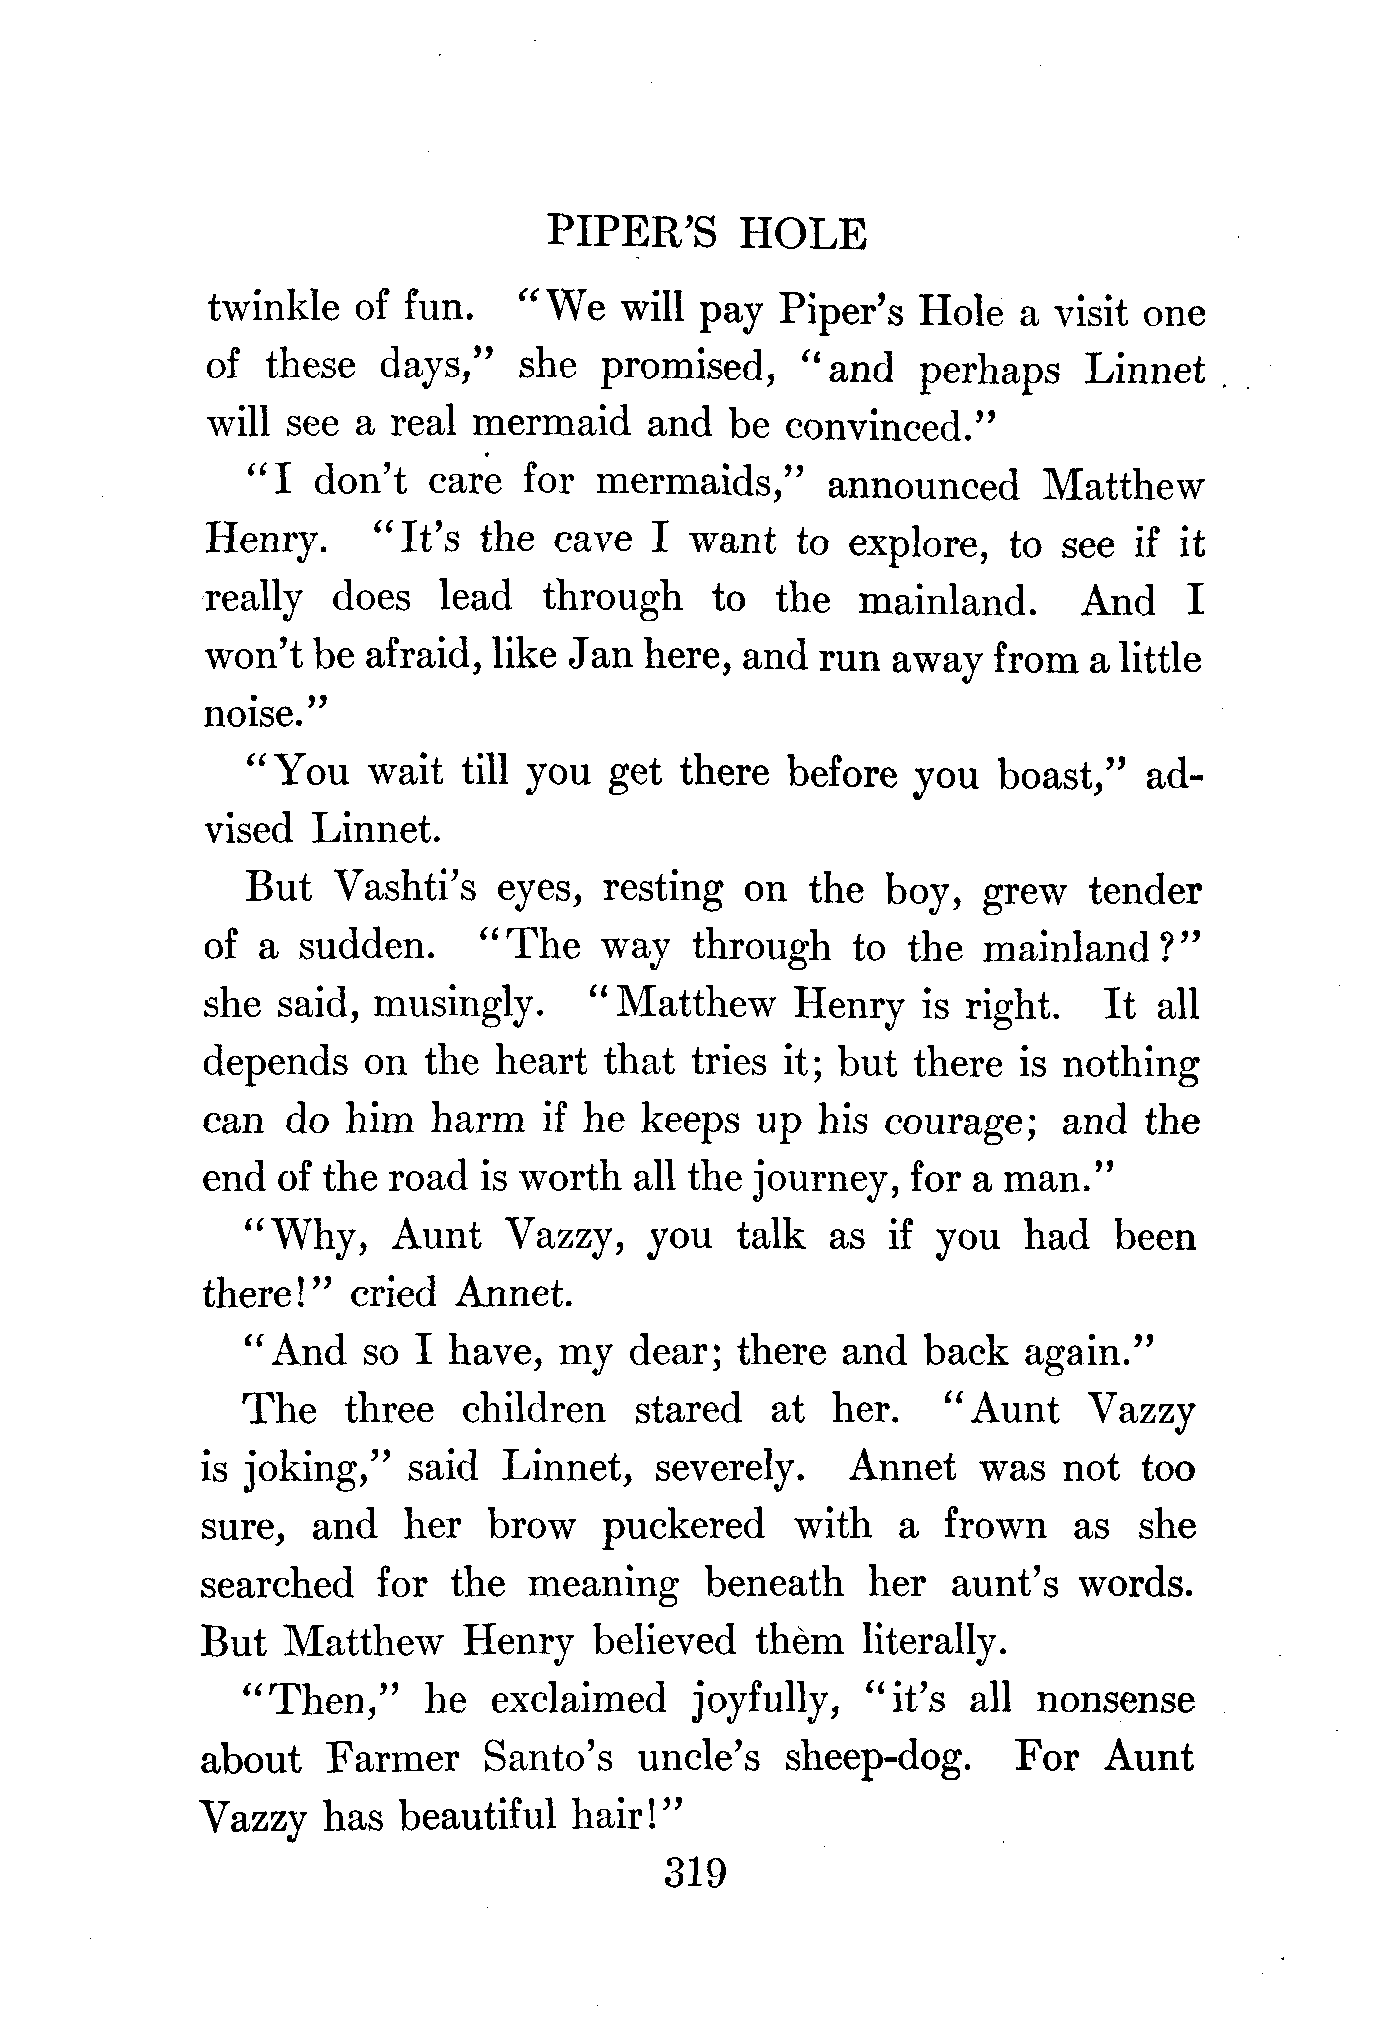 PIPER'S HOLE
twinkle of fun. "We will pay Piper's Hole a visit one
of these days," she promised, "and perhaps Linnet
will see a real mermaid and be convinced."
"I don't care for mermaids," announced Matthew
Henry. "It's the cave I want to explore, to see if it
really does lead through to the mainland. And I
won't be afraid, like Jan here, and run away from a little
noise."
"You wait till you get there before you boast," ad-
vised Linnet.
But Vashti's eyes, resting on the boy, grew tender
of a sudden. "The way through to the mainland?"
she said, musingly. "Matthew Henry is right. It all
depends on the heart that tries it; but there is nothing
can do him harm if he keeps up his courage; and the
end of the road is worth all the journey, for a man."
"Why, Aunt Vazzy, you talk as if you had been
there!" cried Annet.
"And so I have, my dear; there and back again."
The three children stared at her. "Aunt Vazzy
is joking," said Linnet, severely. Annet was not too
sure, and her brow puckered with a frown as she
searched for the meaning beneath her aunt's words.
But Matthew Henry believed them literally.
"Then," he exclaimed joyfully, "it's all nonsense
about Farmer Santo's uncle's sheep-dog. For Aunt
Vazzy has beautiful hair!"
319